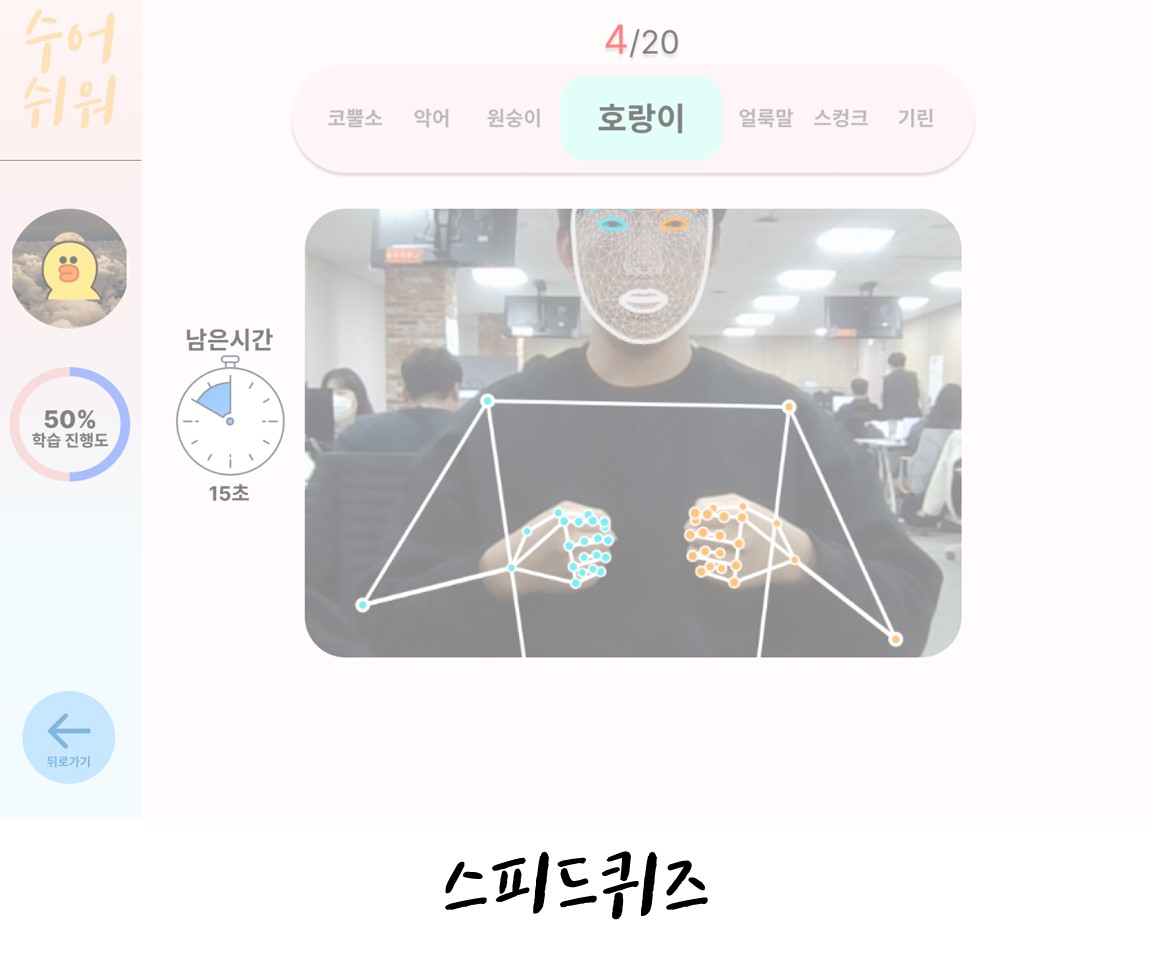 수어
쉬워
4/20
코뿔소 악어 원숭이 호랑이 얼룩말 스컹크 기린
남은시간
15초
50%
학습 진행도
뒤로가기
스피드퀴즈